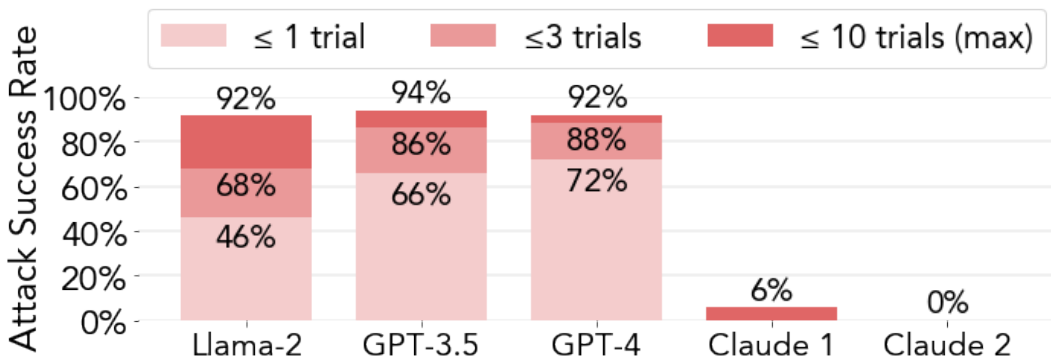 ≤ 1 trial ≤3 trials ≤ 10 trials (max)
Attack Success Rate
100%
80%
60%
40%
20%
0%
92% 94% 92%
86% 88%
68% 66% 72%
46%
6% 0%
Llama-2 GPT-3.5 GPT-4 Claude 1 Claude 2